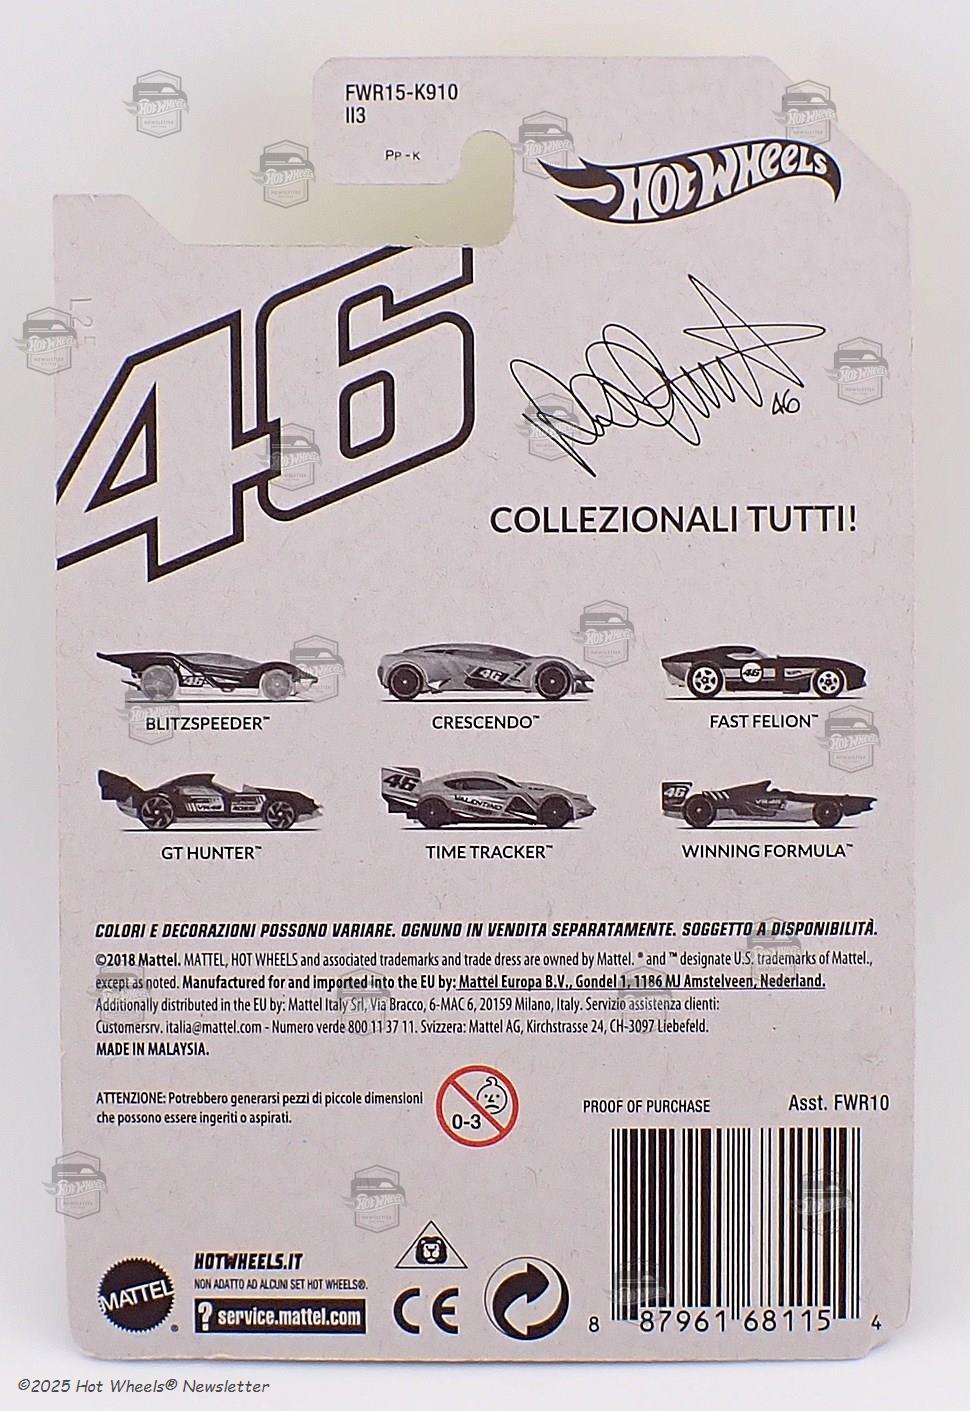 FWR15-K910
II3
PP-K
HOT WHEELS
L2E
46
46
COLLEZIONALI TUTTI!
46
BLITZSPEEDER™
46
CRESCENDO™
46
FAST FELION™
GT HUNTER™
46
VALENTINO
TIME TRACKER™
46
WINNING FORMULA™
COLORI E DECORAZIONI POSSONO VARIARE. OGNUNO IN VENDITA SEPARATAMENTE. SOGGETTO A DISPONIBILITÀ.
©2018 Mattel. MATTEL, HOT WHEELS and associated trademarks and trade dress are owned by Mattel. ® and ™ designate U.S. trademarks of Mattel.,
except as noted. Manufactured for and imported into the EU by: Mattel Europa B.V., Gondel 1, 1186 MJ Amstelveen, Nederland.
Additionally distributed in the EU by: Mattel Italy Srl, Via Bracco, 6-MAC 6, 20159 Milano, Italy. Servizio assistenza clienti:
Customersrv. italia@mattel.com - Numero verde 800 11 37 11. Svizzera: Mattel AG, Kirchstrasse 24, CH-3097 Liebefeld.
MADE IN MALAYSIA.
ATTENZIONE: Potrebbero generarsi pezzi di piccole dimensioni
che possono essere ingeriti o aspirati.
0-3
PROOF OF PURCHASE
Asst. FWR10
MATTEL®
HOTWHEELS.IT
NON ADATTO AD ALCUNI SET HOT WHEELS®.
? service.mattel.com
CE
8 87961 68115 4
©2025 Hot Wheels® Newsletter